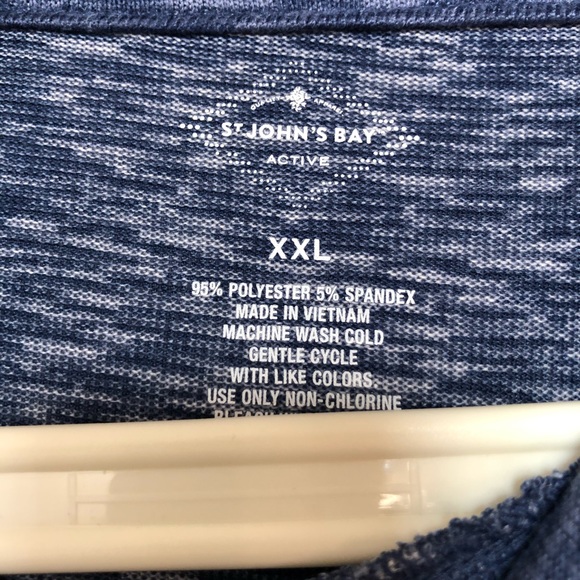 QUALITY APPAREL
ST JOHN'S BAY
ACTIVE
XXL
95% POLYESTER 5% SPANDEX
MADE IN VIETNAM
MACHINE WASH COLD
GENTLE CYCLE
WITH LIKE COLORS
USE ONLY NON-CHLORINE
BLEACH